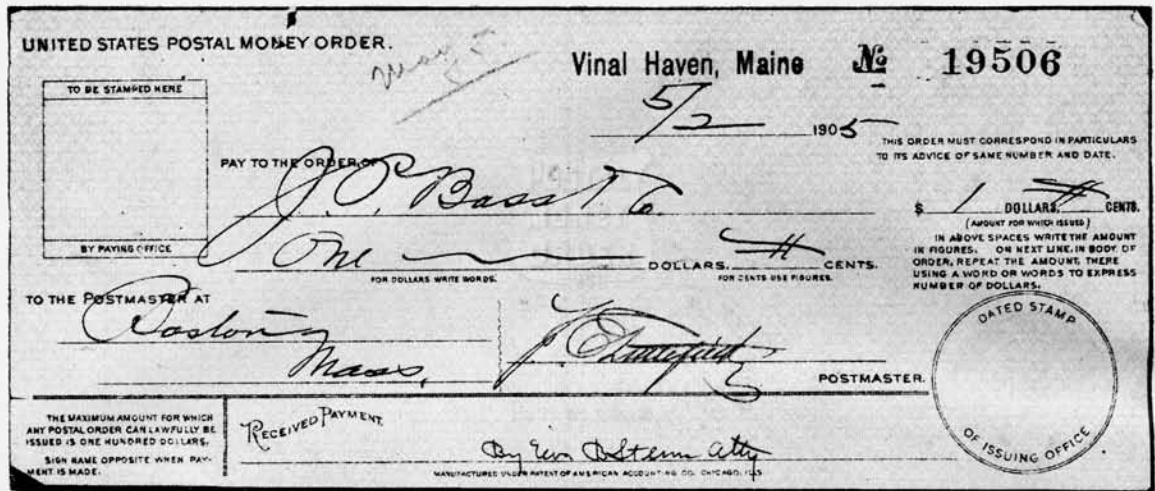 UNITED STATES POSTAL MONEY ORDER.
Vinal Haven, Maine No 19506
TO BE STAMPED HERE
5/2 1905
THIS ORDER MUST CORRESPOND IN PARTICULARS
TO ITS ADVICE OF SAME NUMBER AND DATE.
PAY TO THE ORDER OF
J. P. Bass & Co.
$ 1 DOLLARS, CENTS.
(AMOUNT FOR WHICH ISSUED)
IN ABOVE SPACES WRITE THE AMOUNT
IN FIGURES. ON NEXT LINE, IN BODY OF
ORDER, REPEAT THE AMOUNT, THERE
USING A WORD OR WORDS TO EXPRESS
NUMBER OF DOLLARS.
BY PAYING OFFICE
One DOLLARS, CENTS.
FOR DOLLARS WRITE WORDS. FOR CENTS USE FIGURES.
TO THE POSTMASTER AT
Boston
Mass,
POSTMASTER.
DATED STAMP
OF ISSUING OFFICE
THE MAXIMUM AMOUNT FOR WHICH
ANY POSTAL ORDER CAN LAWFULLY BE
ISSUED IS ONE HUNDRED DOLLARS.
SIGN NAME OPPOSITE WHEN PAY-
MENT IS MADE.
RECEIVED PAYMENT.
By Atty
MANUFACTURED UNDER PATENT OF AMERICAN ACCOUNTING CO. CHICAGO, ILLS